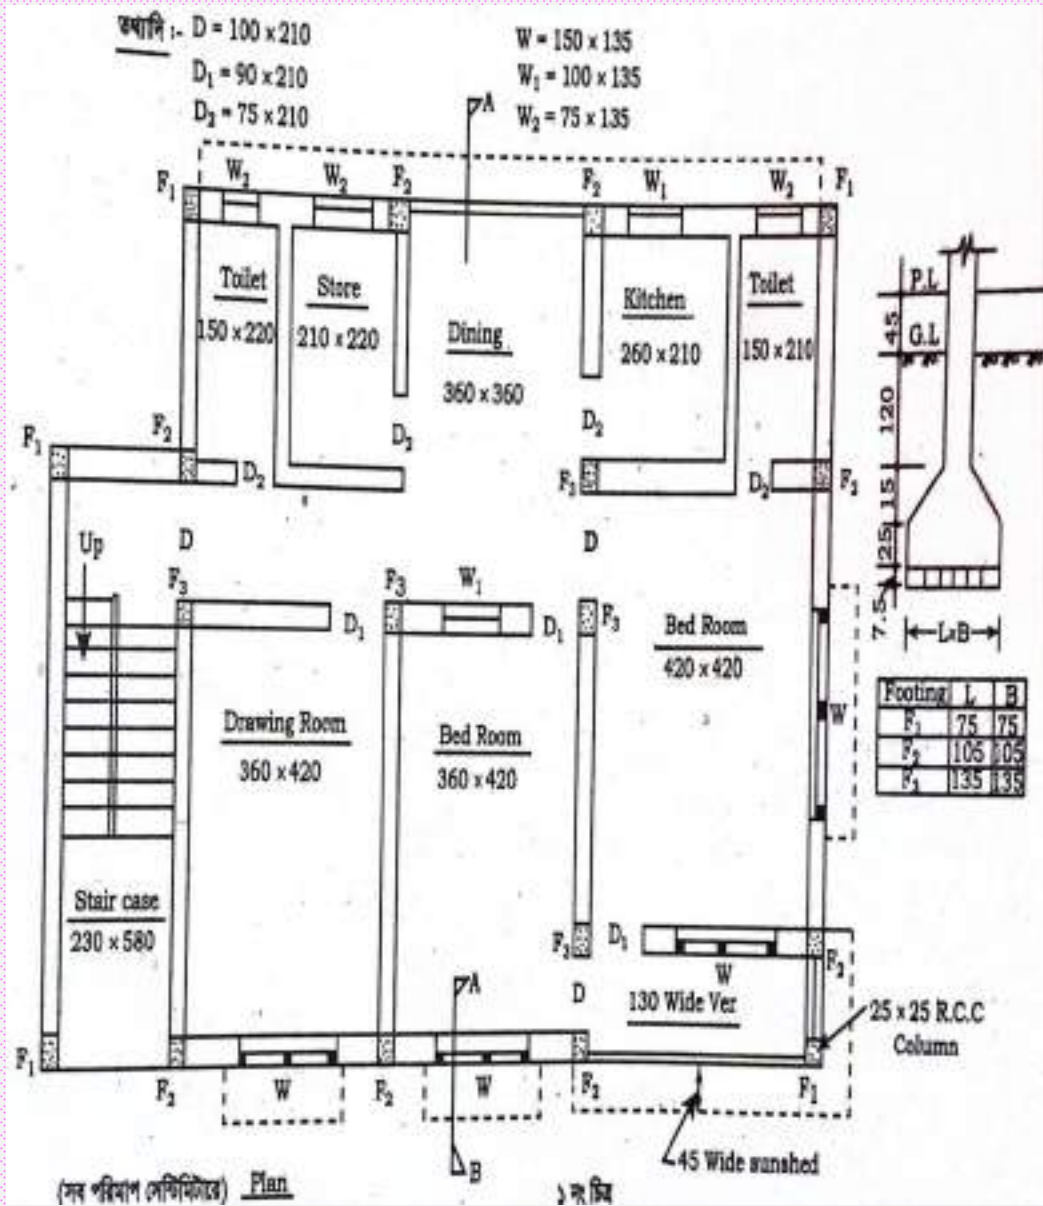 তথ্যাদি :- D = 100 x 210
D₁ = 90 x 210
D₂ = 75 x 210
W = 150 x 135
W₁ = 100 x 135
W₂ = 75 x 135
A
F₁ W₂ W₂ F₂ F₂ W₁ W₂ F₁
Toilet
150 x 220
Store
210 x 220
Dining
360 x 360
Kitchen
260 x 210
Toilet
150 x 210
P.L
45
G.L
120
15
25
7.5
L×B
F₁ F₂ D₂ D₂ D₂ F₃ D₂ F₂
Up
D
D
F₃ D₁ F₃ W₁ D₁ F₃
Bed Room
420 x 420
W
Footing L B
F₁ 75 75
F₂ 105 105
F₃ 135 135
Drawing Room
360 x 420
Bed Room
360 x 420
Stair case
230 x 580
F₃ D₁ W F₂
A
D
130 Wide Ver
25 x 25 R.C.C
Column
F₁ F₂ W F₂ W F₂ F₁
B
45 Wide sunshed
(সব পরিমাপ সেন্টিমিটারে) Plan
১ নং চিত্র